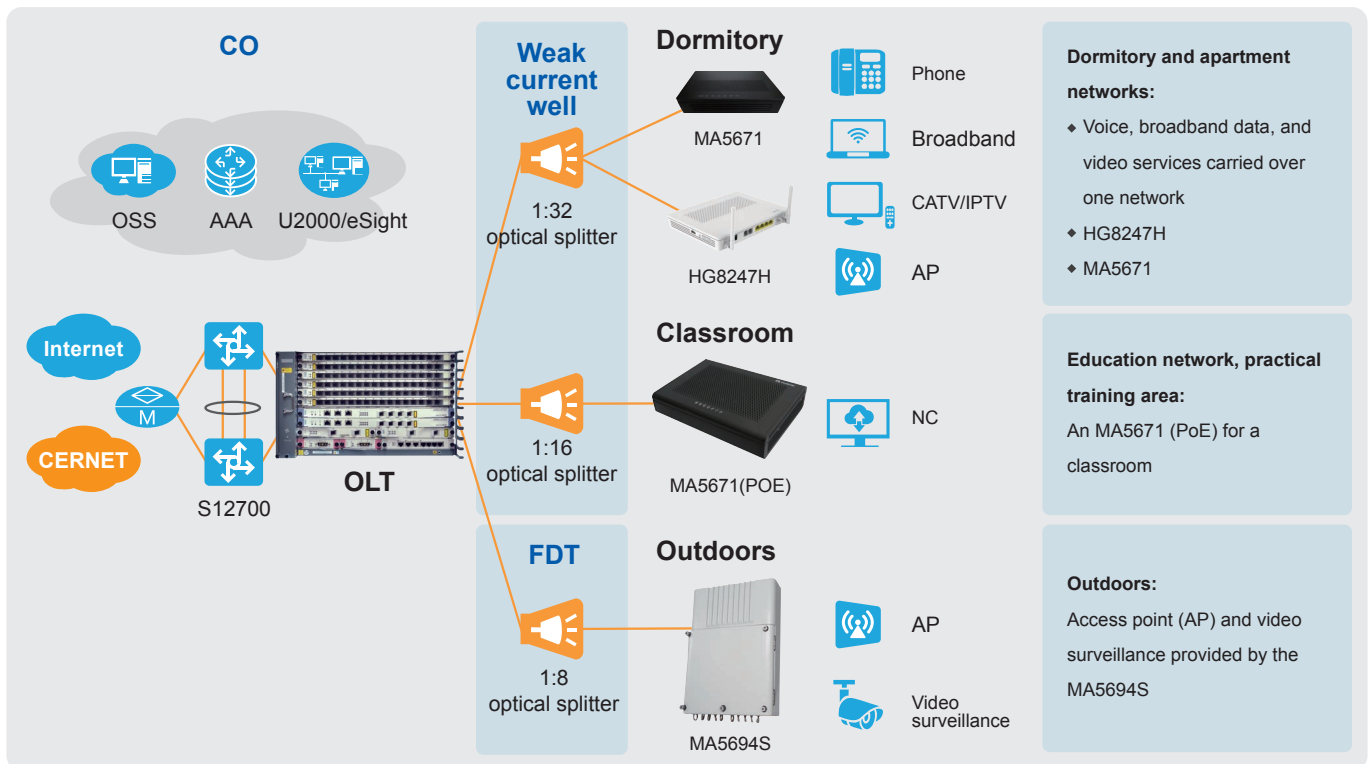 CO
OSS
AAA
U2000/eSight
Internet
M
CERNET
S12700
OLT
Weak
current
well
1:32
optical splitter
1:16
optical splitter
FDT
1:8
optical splitter
Dormitory
MA5671
HG8247H
Phone
Broadband
CATV/IPTV
AP
Classroom
MA5671(POE)
NC
Outdoors
MA5694S
AP
Video
surveillance
Dormitory and apartment
networks:
◆ Voice, broadband data, and
video services carried over
one network
◆ HG8247H
◆ MA5671
Education network, practical
training area:
An MA5671 (PoE) for a
classroom
Outdoors:
Access point (AP) and video
surveillance provided by the
MA5694S